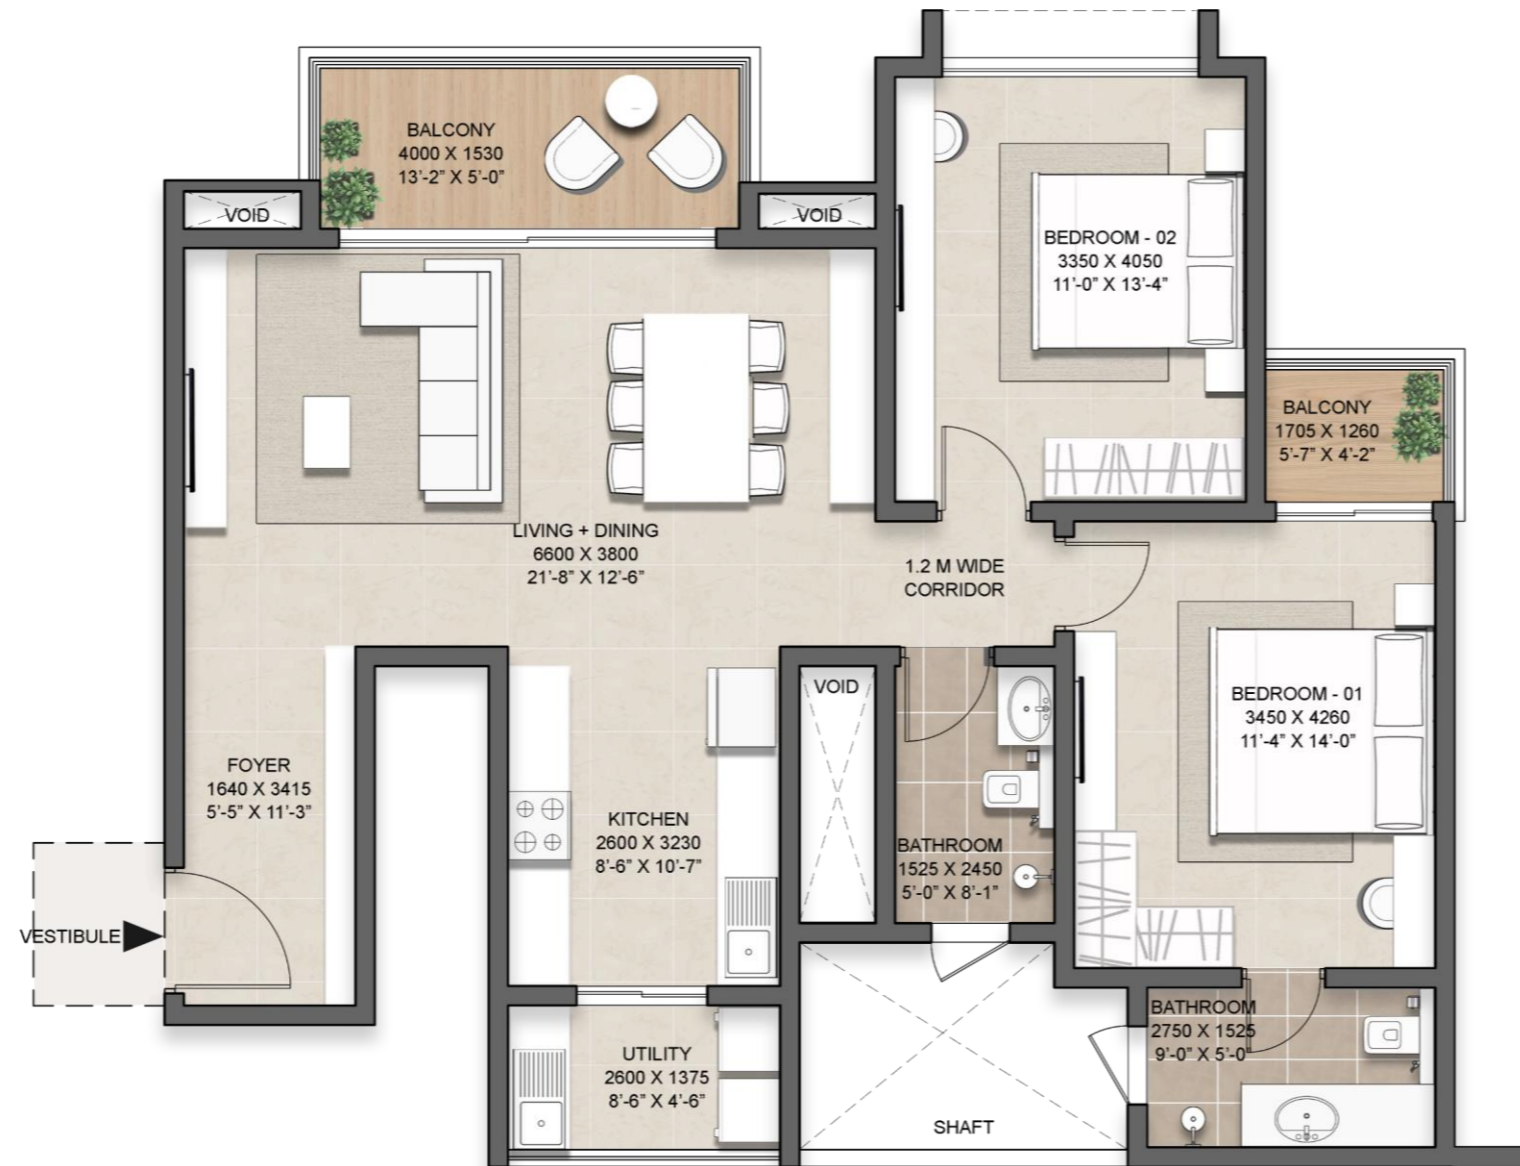 BALCONY
4000 X 1530
13'-2” X 5'-0”
VOID
VOID
BEDROOM - 02
3350 X 4050
11'-0” X 13'-4”
BALCONY
1705 X 1260
5'-7” X 4'-2”
LIVING + DINING
6600 X 3800
21'-8” X 12'-6”
1.2 M WIDE
CORRIDOR
VOID
BEDROOM - 01
3450 X 4260
11'-4” X 14'-0”
FOYER
1640 X 3415
5'-5” X 11'-3”
KITCHEN
2600 X 3230
8'-6” X 10'-7”
BATHROOM
1525 X 2450
5'-0” X 8'-1”
VESTIBULE
BATHROOM
2750 X 1525
9'-0” X 5'-0
UTILITY
2600 X 1375
8'-6” X 4'-6”
SHAFT